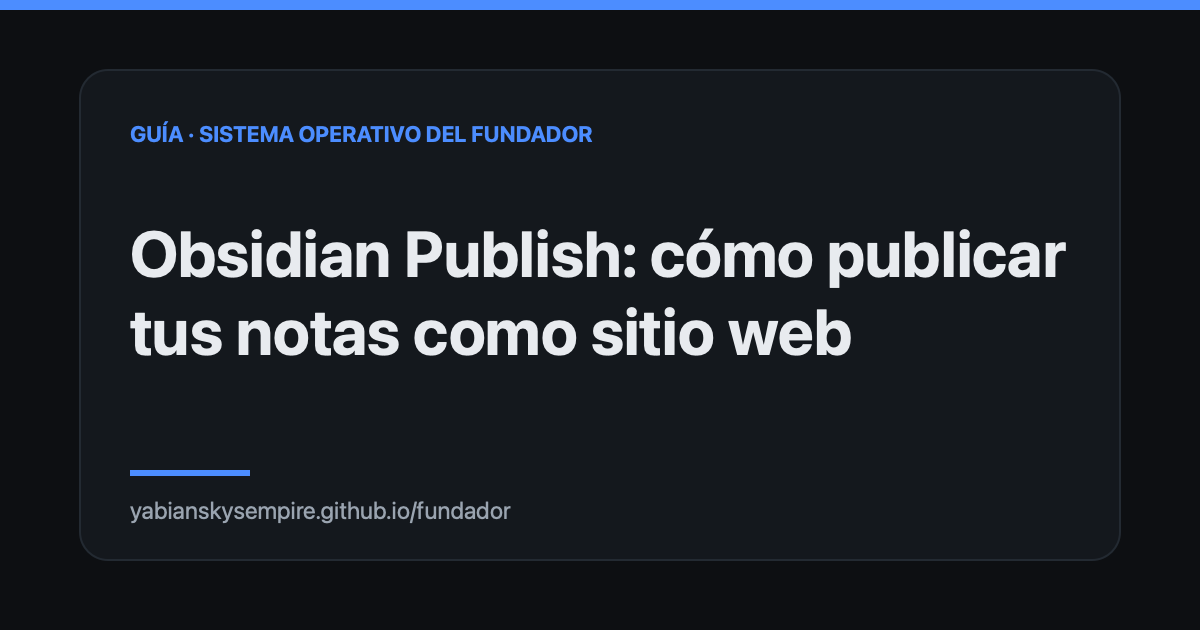 GUÍA · SISTEMA OPERATIVO DEL FUNDADOR
Obsidian Publish: cómo publicar
tus notas como sitio web
yabianskysempire.github.io/fundador